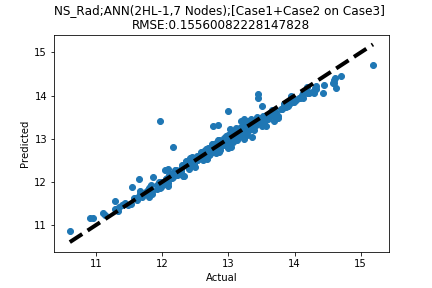 NS_Rad;ANN(2HL-1,7 Nodes);[Case1+Case2 on Case3]
RMSE:0.15560082228147828
15
14
13
12
11
Predicted
11
12
13
14
15
Actual